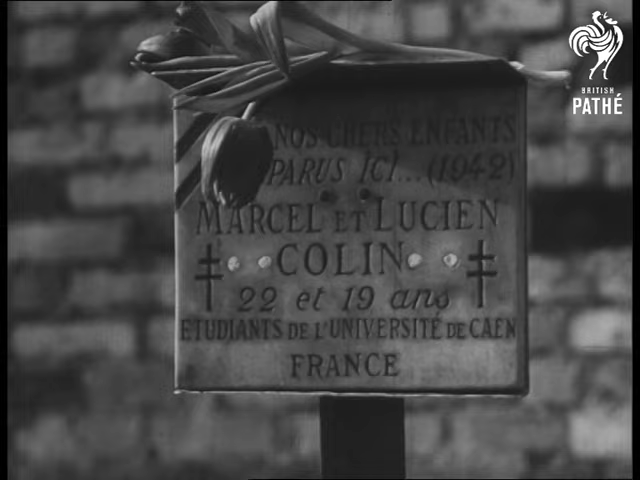 NOS CHERS ENFANTS
PARUS ICI... (1942)
MARCEL ET LUCIEN
COLIN
22 et 19 ans
ETUDIANTS DE L'UNIVERSITÉ DE CAEN
FRANCE
BRITISH
PATHÉ